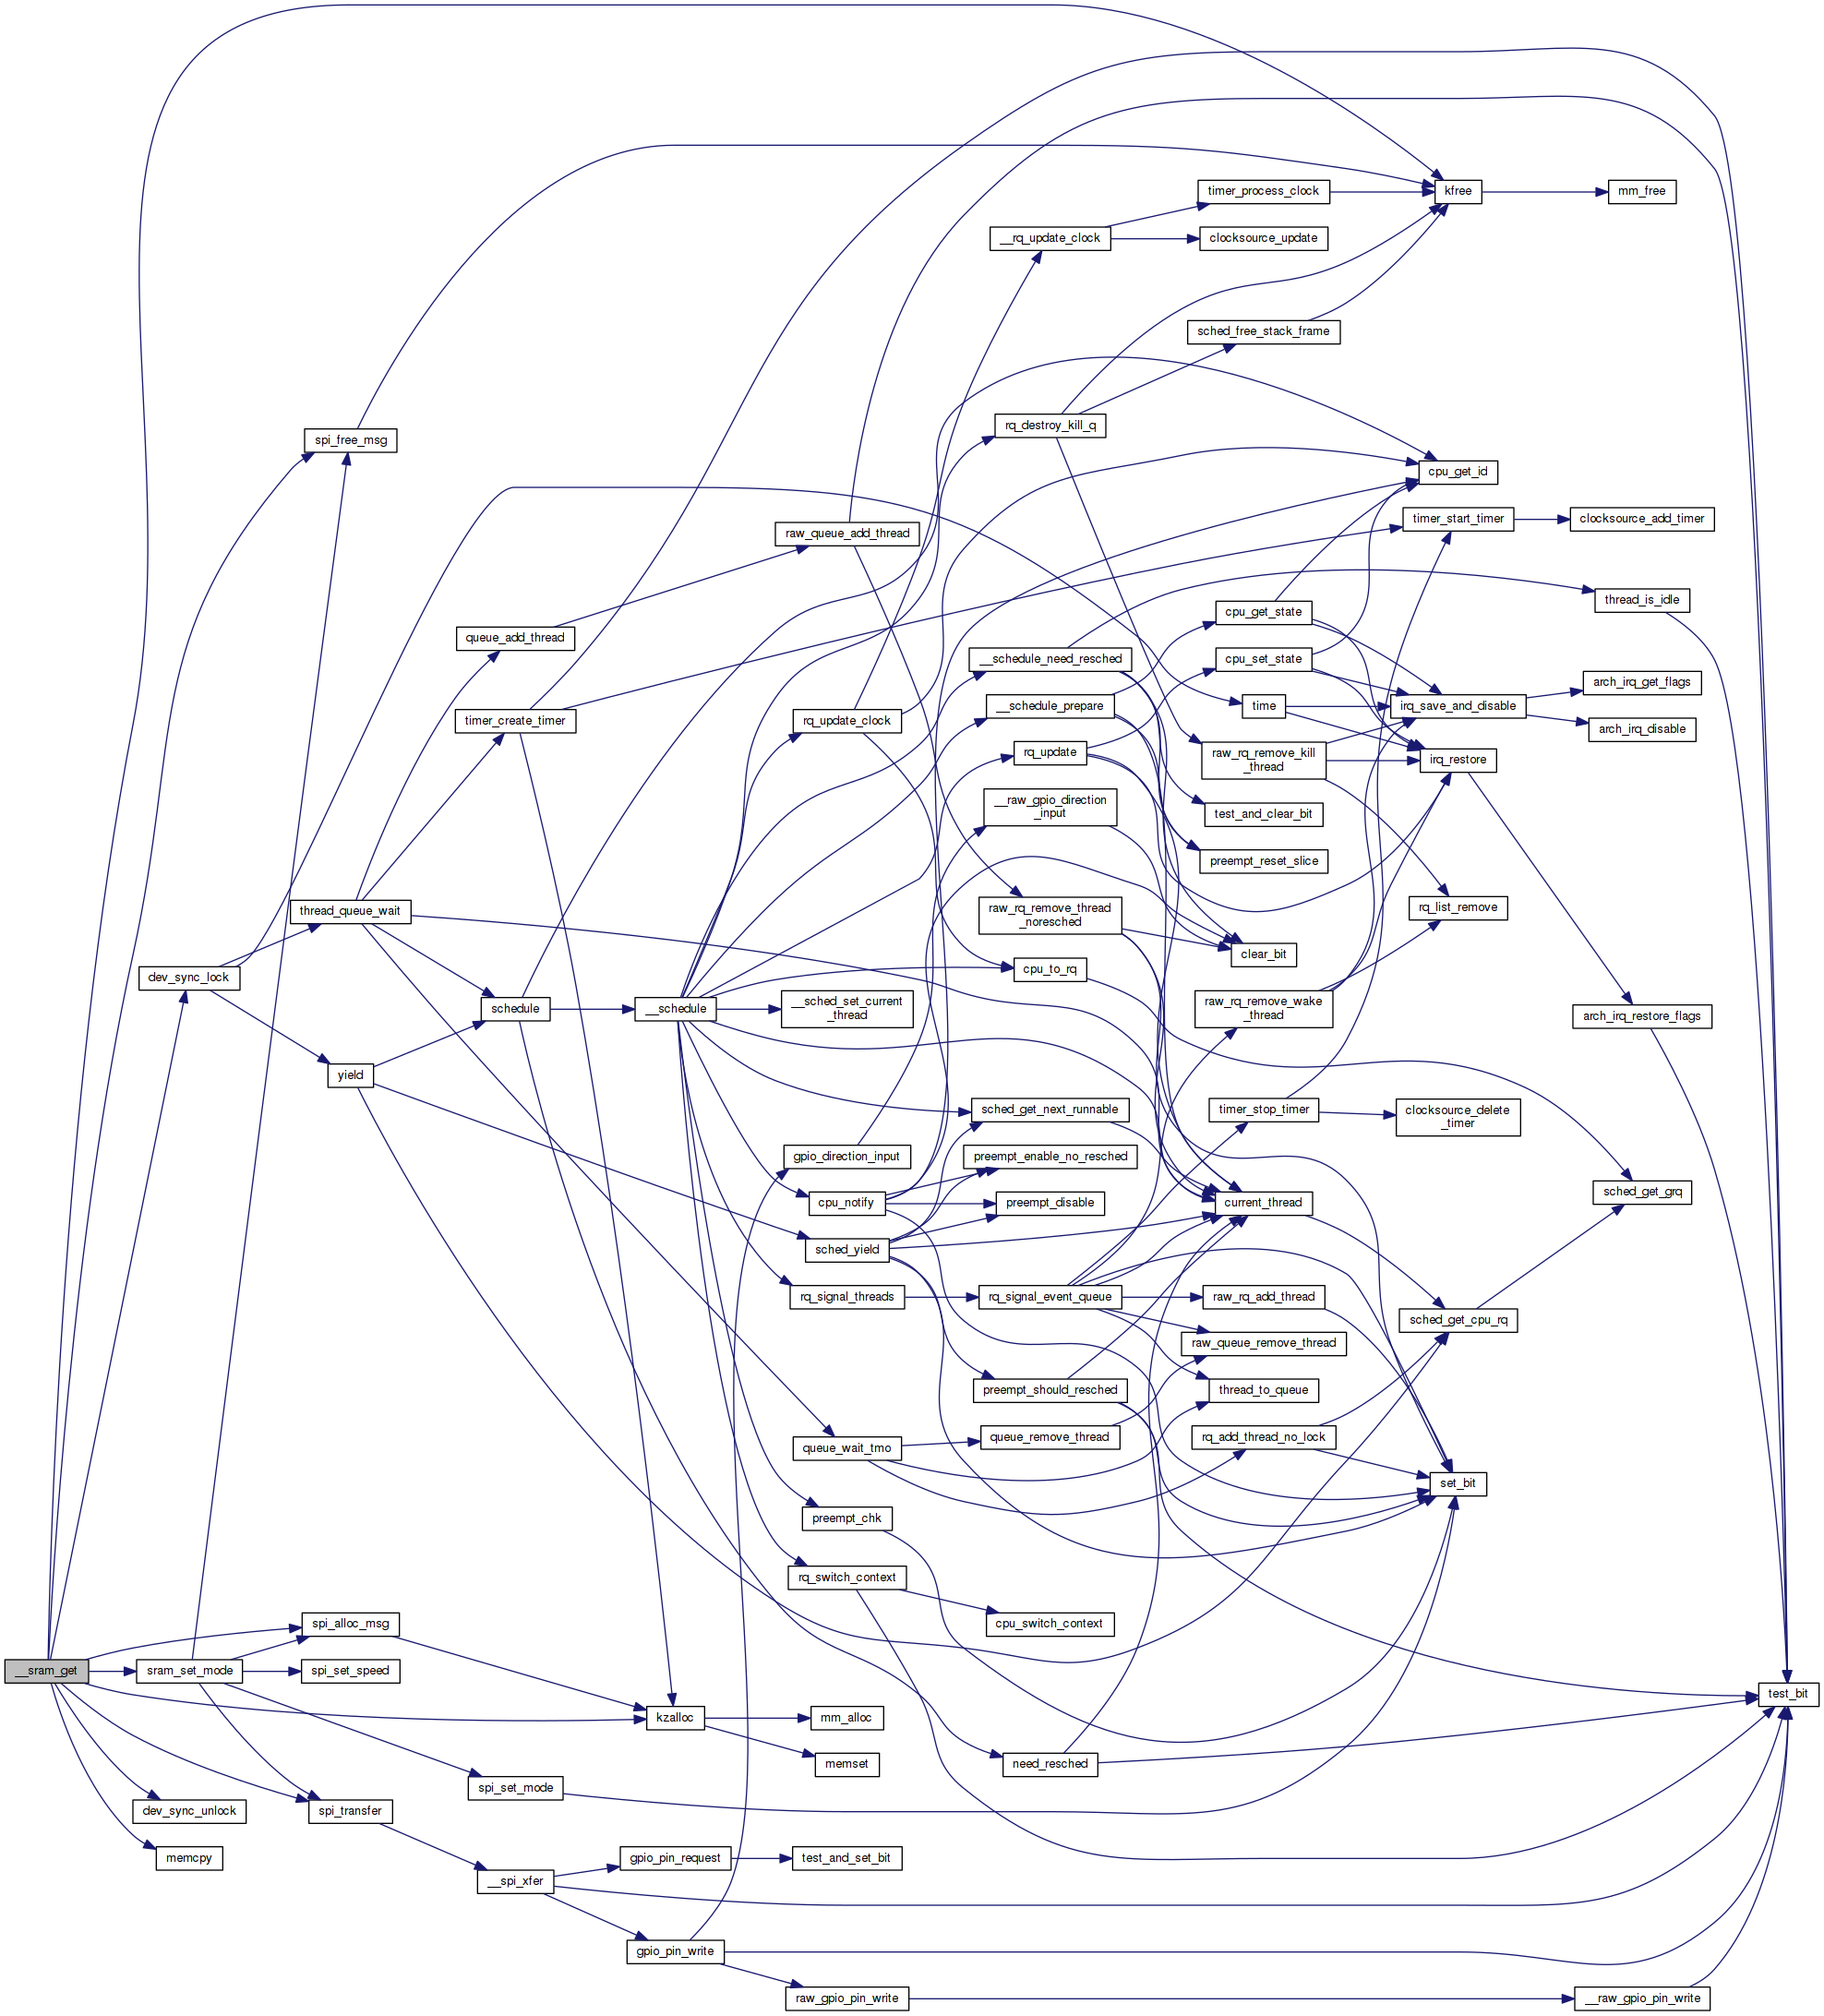 kfree
mm_free
timer_process_clock
__rq_update_clock
clocksource_update
sched_free_stack_frame
rq_destroy_kill_q
spi_free_msg
cpu_get_id
raw_queue_add_thread
timer_start_timer
clocksource_add_timer
thread_is_idle
cpu_get_state
queue_add_thread
__schedule_need_resched
cpu_set_state
arch_irq_get_flags
__schedule_prepare
time
irq_save_and_disable
timer_create_timer
rq_update_clock
arch_irq_disable
rq_update
raw_rq_remove_kill
_thread
irq_restore
__raw_gpio_direction
_input
test_and_clear_bit
preempt_reset_slice
thread_queue_wait
raw_rq_remove_thread
_noresched
rq_list_remove
clear_bit
dev_sync_lock
cpu_to_rq
schedule
__schedule
__sched_set_current
_thread
raw_rq_remove_wake
_thread
arch_irq_restore_flags
yield
sched_get_next_runnable
timer_stop_timer
clocksource_delete
_timer
gpio_direction_input
preempt_enable_no_resched
sched_get_grq
cpu_notify
preempt_disable
current_thread
sched_yield
rq_signal_threads
rq_signal_event_queue
raw_rq_add_thread
sched_get_cpu_rq
raw_queue_remove_thread
preempt_should_resched
thread_to_queue
queue_wait_tmo
queue_remove_thread
rq_add_thread_no_lock
set_bit
preempt_chk
rq_switch_context
cpu_switch_context
spi_alloc_msg
__sram_get
sram_set_mode
spi_set_speed
test_bit
kzalloc
mm_alloc
memset
need_resched
spi_set_mode
dev_sync_unlock
spi_transfer
memcpy
gpio_pin_request
test_and_set_bit
__spi_xfer
gpio_pin_write
raw_gpio_pin_write
__raw_gpio_pin_write